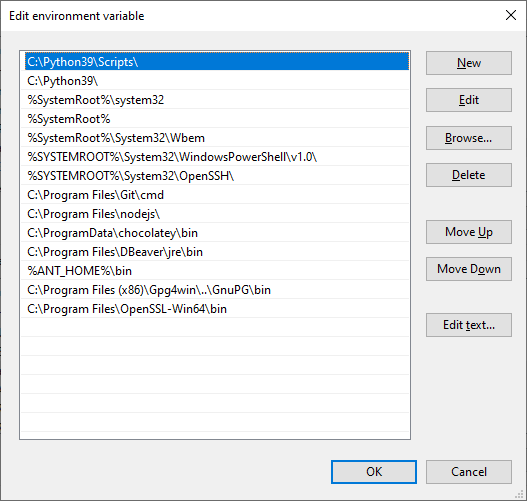 Edit environment variable
C:\Python39\Scripts\
C:\Python39\
%SystemRoot%\system32
%SystemRoot%
%SystemRoot%\System32\Wbem
%SYSTEMROOT%\System32\WindowsPowerShell\v1.0\
%SYSTEMROOT%\System32\OpenSSH\
C:\Program Files\Git\cmd
C:\Program Files\nodejs\
C:\ProgramData\chocolatey\bin
C:\Program Files\DBeaver\jre\bin
%ANT_HOME%\bin
C:\Program Files (x86)\Gpg4win\..\GnuPG\bin
C:\Program Files\OpenSSL-Win64\bin
New
Edit
Browse...
Delete
Move Up
Move Down
Edit text...
OK
Cancel